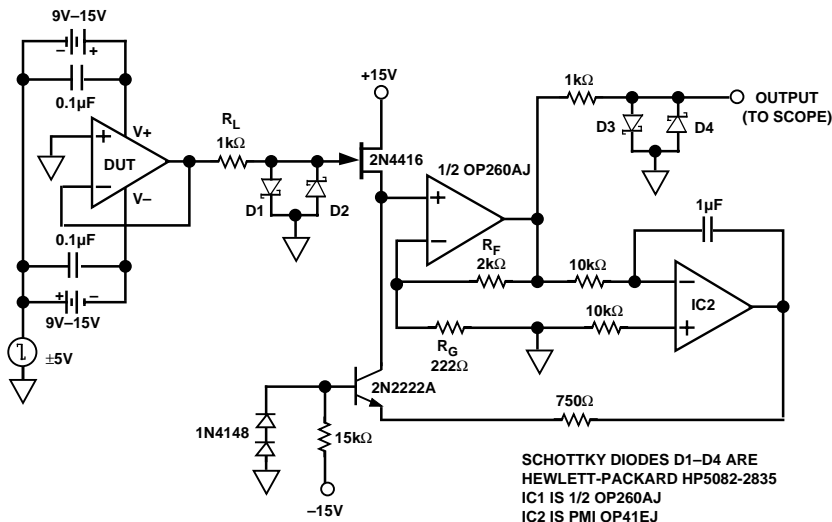 9V–15V
– +
0.1µF
V+
+
DUT
–
V–
0.1µF
+ –
9V–15V
±5V
RL
1kΩ
D1
D2
+15V
2N4416
1/2 OP260AJ
+
–
RF
2kΩ
RG
222Ω
1kΩ
D3
D4
OUTPUT
(TO SCOPE)
1µF
10kΩ
10kΩ
–
IC2
+
2N2222A
1N4148
15kΩ
–15V
750Ω
SCHOTTKY DIODES D1–D4 ARE
HEWLETT-PACKARD HP5082-2835
IC1 IS 1/2 OP260AJ
IC2 IS PMI OP41EJ